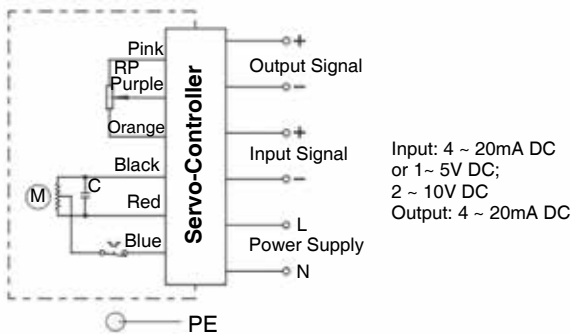 Pink
RP
Purple
Orange
Black
C
M
Red
Blue
Servo-Controller
+
Output Signal
−
+
Input Signal
−
L
Power Supply
N
PE
Input: 4 ~ 20mA DC
or 1~ 5V DC;
2 ~ 10V DC
Output: 4 ~ 20mA DC